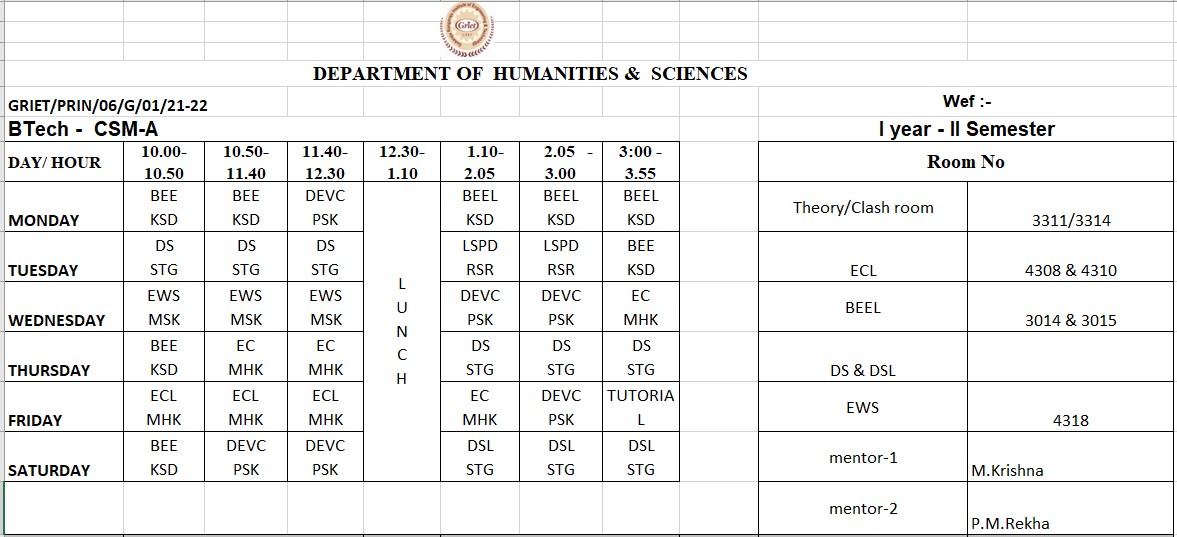 Griet
DEPARTMENT OF HUMANITIES & SCIENCES
GRIET/PRIN/06/G/01/21-22 Wef :-
BTech - CSM-A I year - II Semester
DAY/ HOUR 10.00-10.50 10.50-11.40 11.40-12.30 12.30-1.10 1.10-2.05 2.05 -3.00 3:00 -3.55 Room No
MONDAY BEE KSD BEE KSD DEVC PSK BEEL KSD BEEL KSD BEEL KSD Theory/Clash room 3311/3314
TUESDAY DS STG DS STG DS STG LSPD RSR LSPD RSR BEE KSD ECL 4308 & 4310
WEDNESDAY EWS MSK EWS MSK EWS MSK DEVC PSK DEVC PSK EC MHK BEEL 3014 & 3015
THURSDAY BEE KSD EC MHK EC MHK DS STG DS STG DS STG DS & DSL
FRIDAY ECL MHK ECL MHK ECL MHK EC MHK DEVC PSK TUTORIAL EWS 4318
SATURDAY BEE KSD DEVC PSK DEVC PSK DSL STG DSL STG DSL STG mentor-1 M.Krishna
mentor-2 P.M.Rekha
L
U
N
C
H